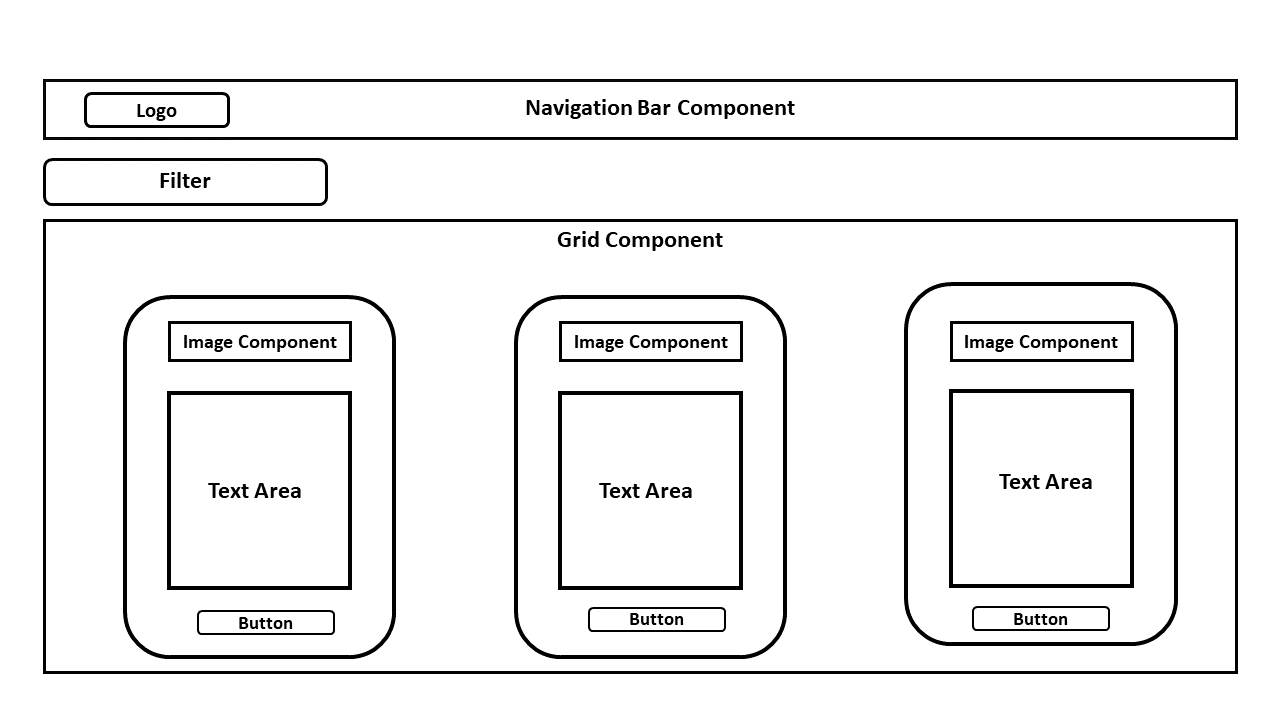 Logo
Navigation Bar Component
Filter
Grid Component
Image Component
Image Component
Image Component
Text Area
Text Area
Text Area
Button
Button
Button